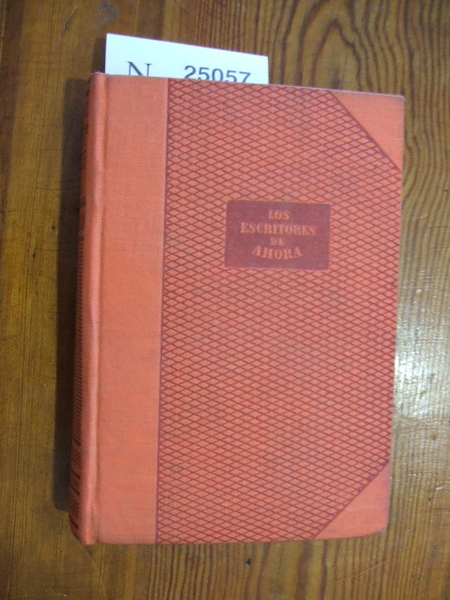 N 25057
LOS
ESCRITORES
DE
AHORA